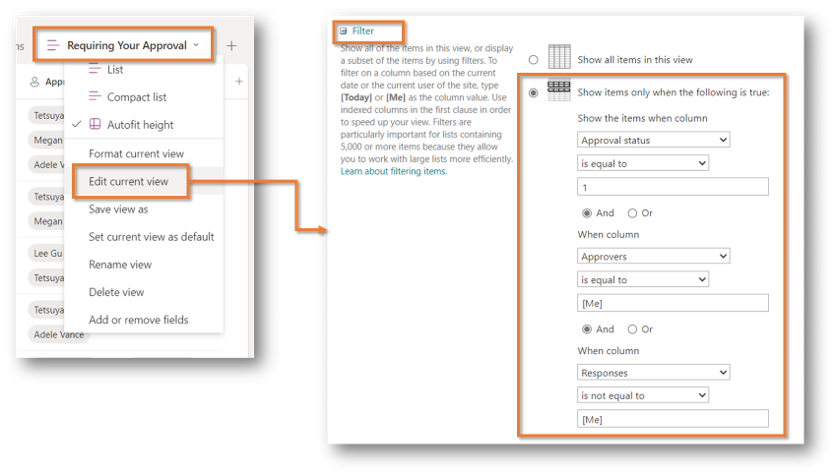 ns
Requiring Your Approval
List
Compact list
Autofit height
Format current view
Edit current view
Save view as
Set current view as default
Rename view
Delete view
Add or remove fields
Appr
Tetsuya
Megan
Adele V
Tetsuya
Megan
Lee Gu
Tetsuya
Tetsuya
Adele Vance
Filter
Show all of the items in this view, or display
a subset of the items by using filters. To
filter on a column based on the current
date or the current user of the site, type
[Today] or [Me] as the column value. Use
indexed columns in the first clause in order
to speed up your view. Filters are
particularly important for lists containing
5,000 or more items because they allow
you to work with large lists more efficiently.
Learn about filtering items.
Show all items in this view
Show items only when the following is true:
Show the items when column
Approval status
is equal to
1
And Or
When column
Approvers
is equal to
[Me]
And Or
When column
Responses
is not equal to
[Me]